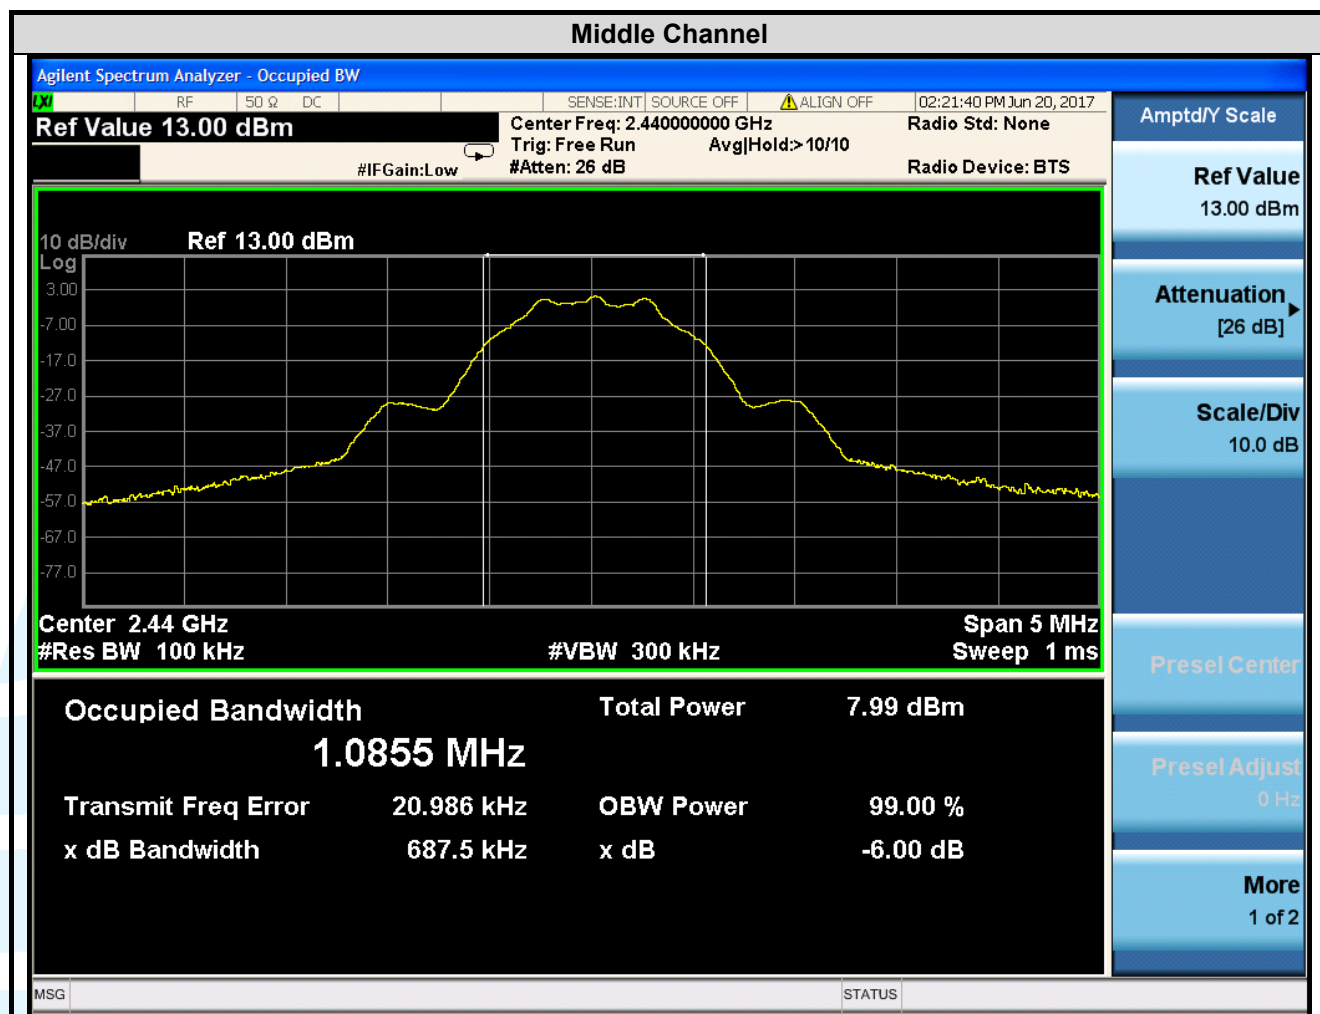 Middle Channel
Agilent Spectrum Analyzer - Occupied BW
LXI RF 50 Ω DC SENSE:INT SOURCE OFF ALIGN OFF 02:21:40 PM Jun 20, 2017
Ref Value 13.00 dBm
Center Freq: 2.440000000 GHz
Radio Std: None
Trig: Free Run Avg|Hold:> 10/10
#IFGain:Low #Atten: 26 dB
Radio Device: BTS
10 dB/div Ref 13.00 dBm
Log
3.00
-7.00
-17.0
-27.0
-37.0
-47.0
-57.0
-67.0
-77.0
Center 2.44 GHz Span 5 MHz
#Res BW 100 kHz #VBW 300 kHz Sweep 1 ms
Occupied Bandwidth Total Power 7.99 dBm
1.0855 MHz
Transmit Freq Error 20.986 kHz OBW Power 99.00 %
x dB Bandwidth 687.5 kHz x dB -6.00 dB
MSG STATUS
Amptd/Y Scale
Ref Value
13.00 dBm
Attenuation
[26 dB]
Scale/Div
10.0 dB
Presel Center
Presel Adjust
0 Hz
More
1 of 2